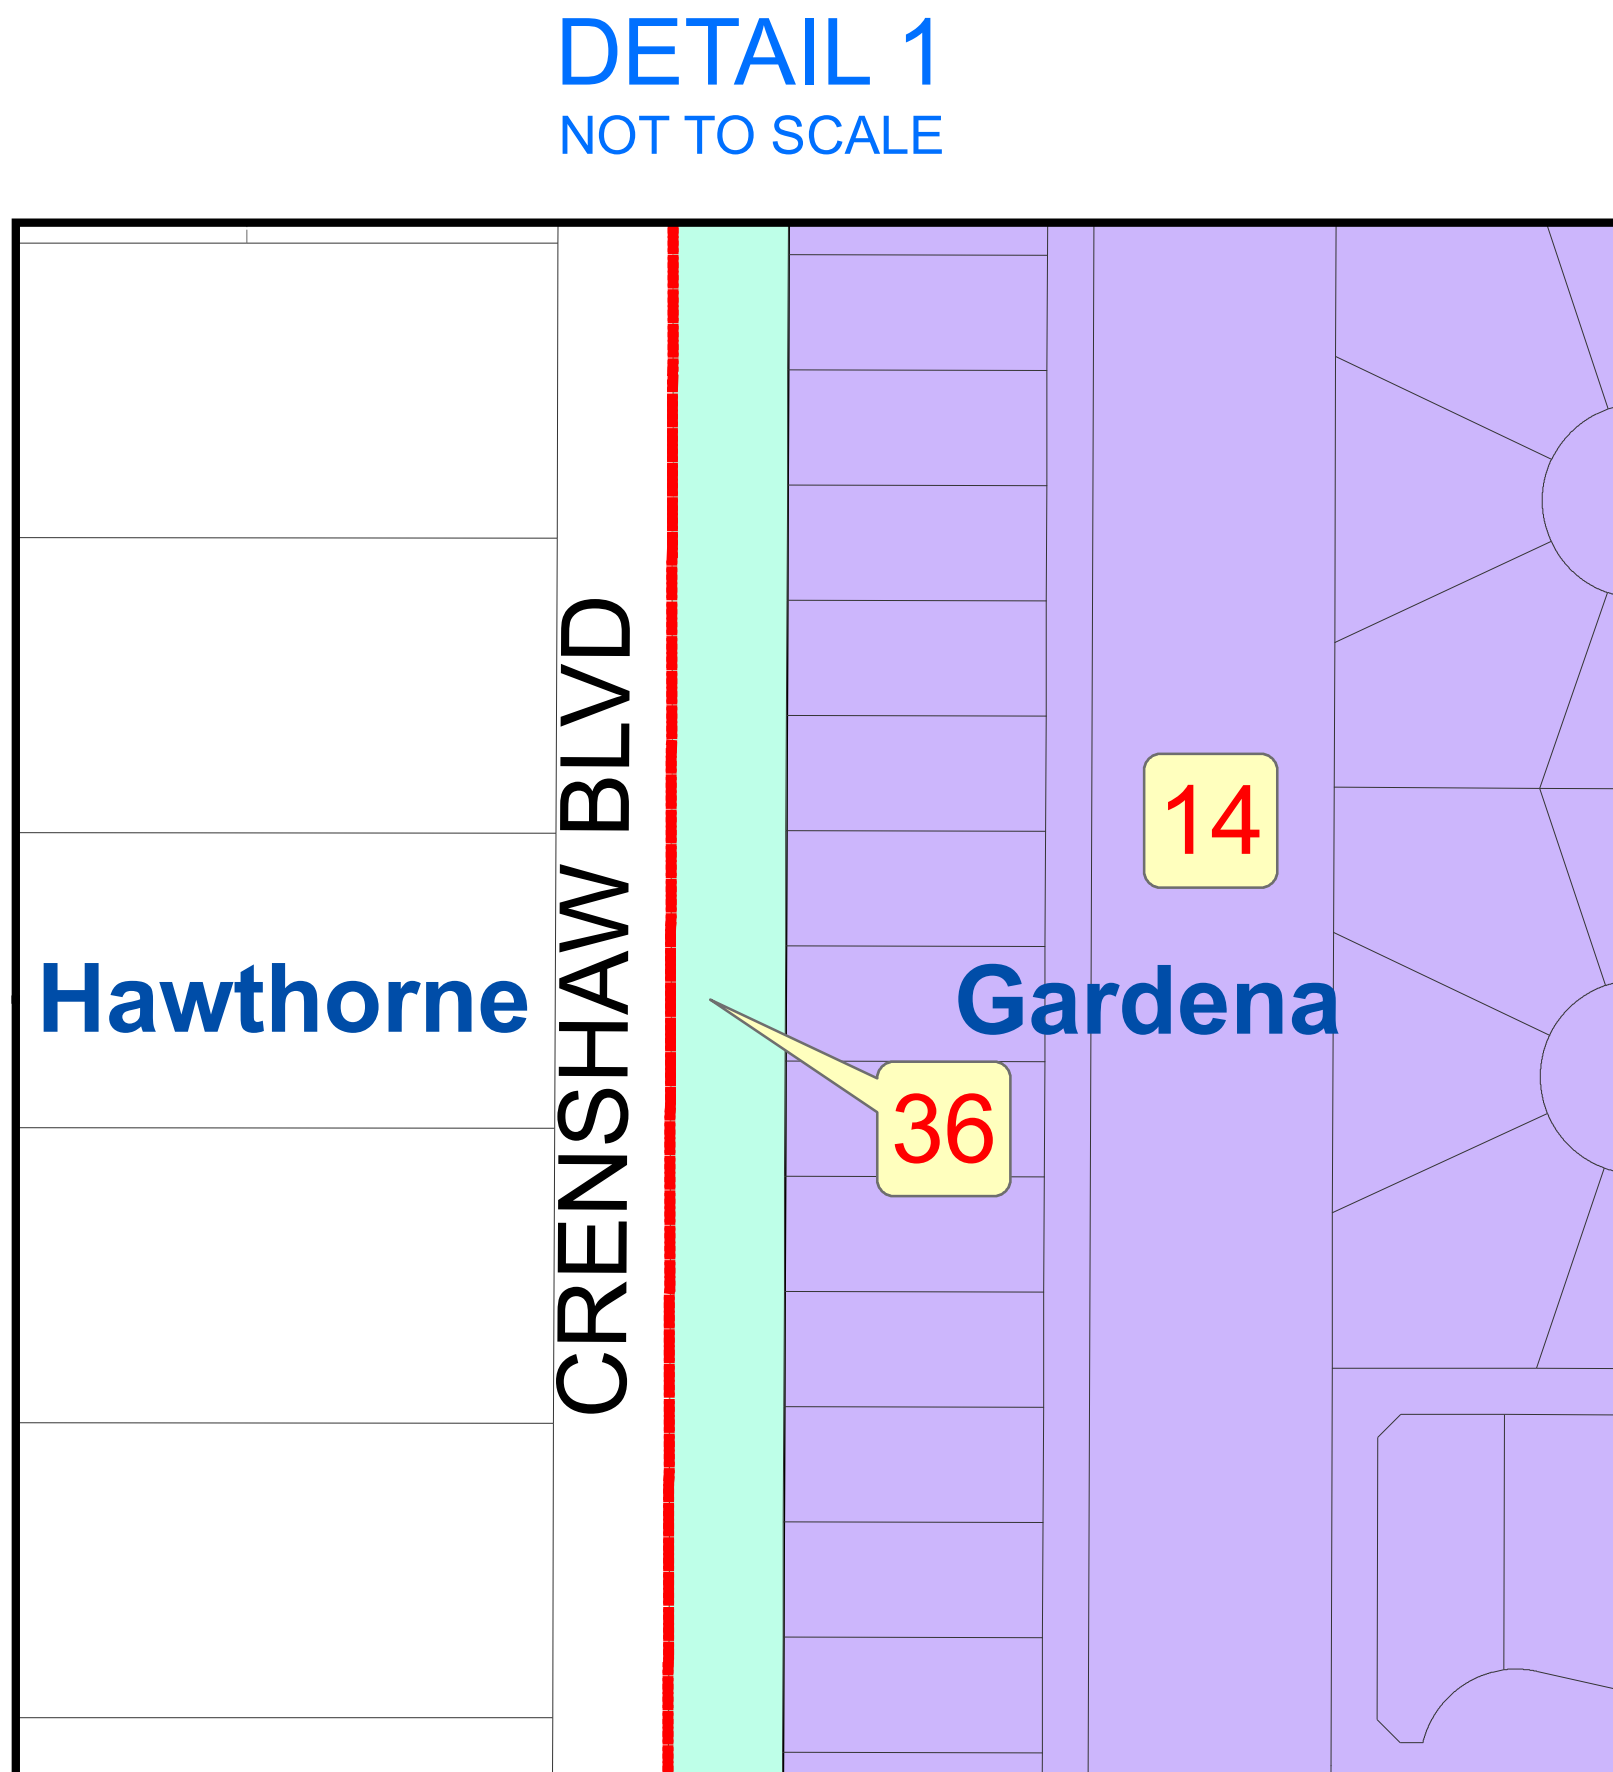 DETAIL 1
NOT TO SCALE
CRENSHAW BLVD
14
Hawthorne
Gardena
36